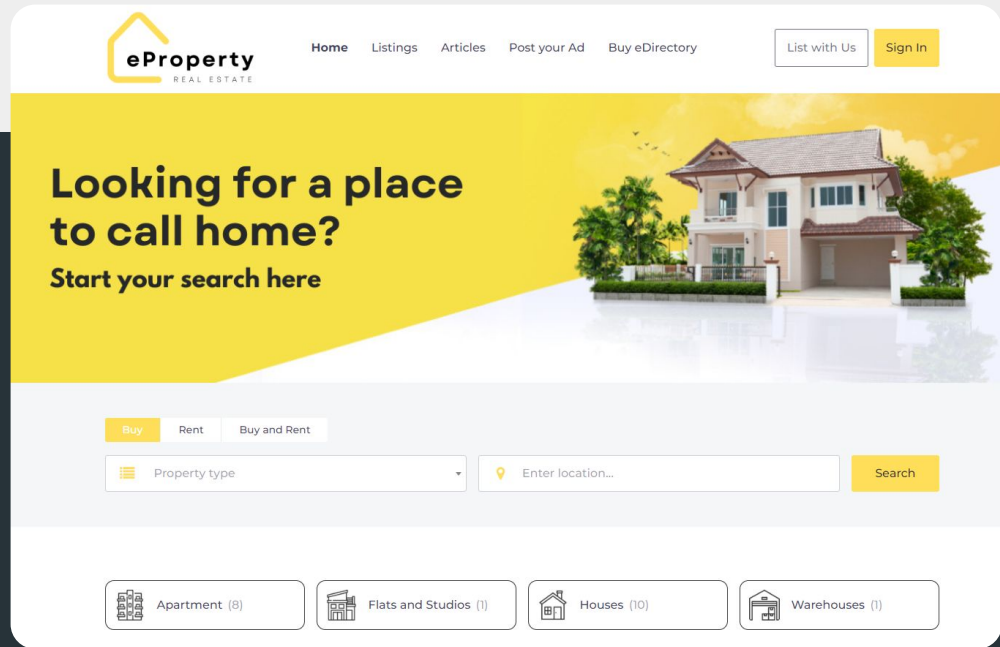 eProperty
REAL ESTATE
Home Listings Articles Post your Ad Buy eDirectory List with Us Sign In
Looking for a place
to call home?
Start your search here
Buy Rent Buy and Rent
Property type Enter location... Search
Apartment (8) Flats and Studios (1) Houses (10) Warehouses (1)